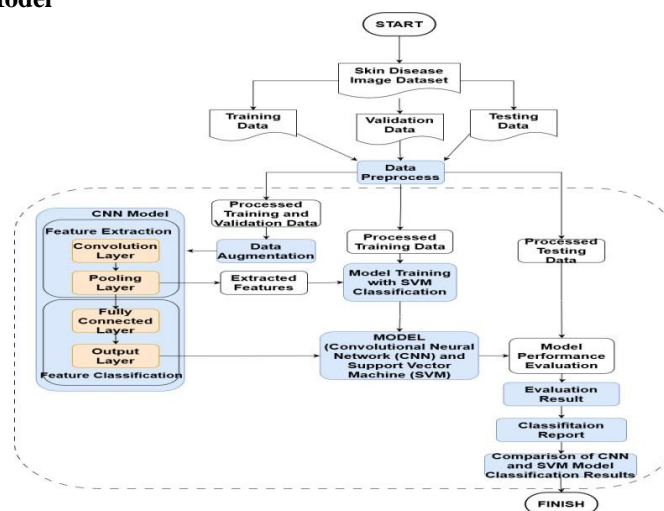 Model
START
Skin Disease
Image Dataset
Training
Data
Validation
Data
Testing
Data
Data
Preprocess
Processed
Training and
Validation Data
Processed
Training Data
Processed
Testing
Data
CNN Model
Feature Extraction
Convolution
Layer
Pooling
Layer
Data
Augmentation
Extracted
Features
Model Training
with SVM
Classification
Fully
Connected
Layer
Output
Layer
Feature Classification
MODEL
(Convolutional Neural
Network (CNN) and
Support Vector
Machine (SVM)
Model
Performance
Evaluation
Evaluation
Result
Classifitaion
Report
Comparison of CNN
and SVM Model
Classification Results
FINISH